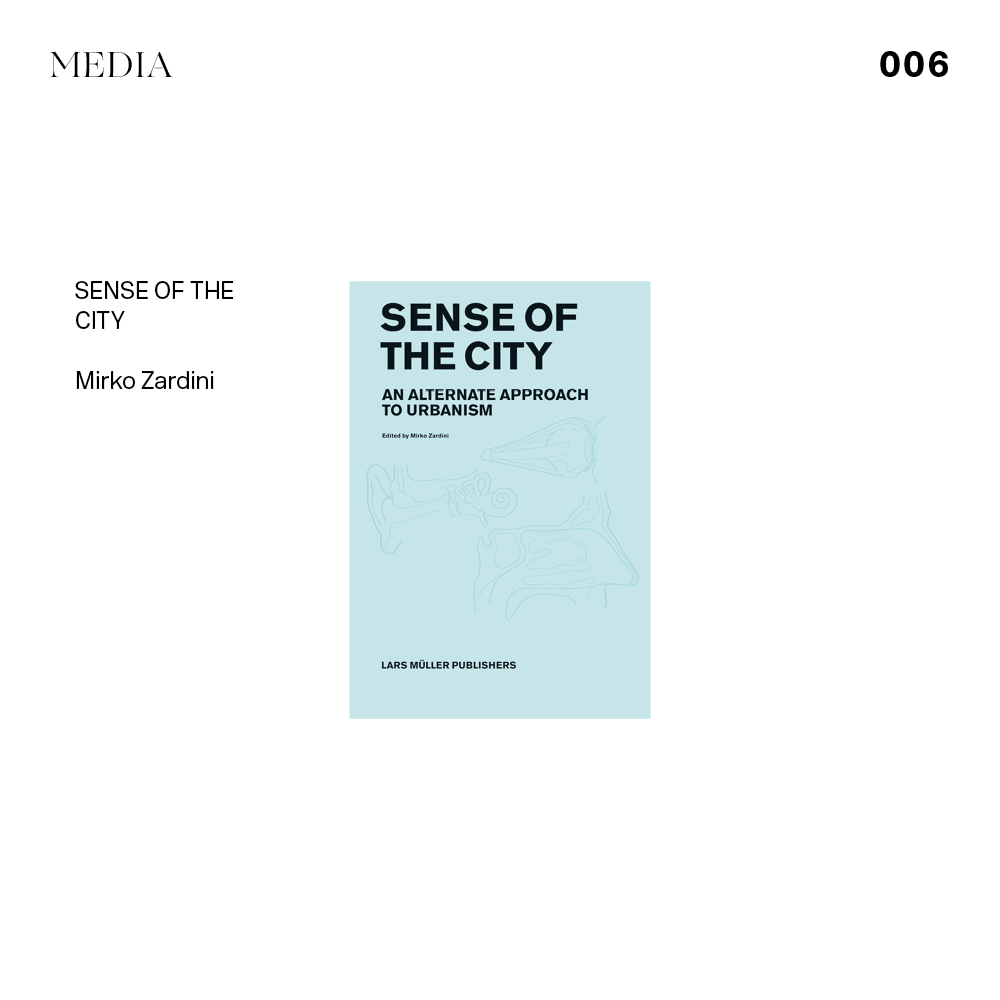 MEDIA
006
SENSE OF THE
CITY
Mirko Zardini
SENSE OF
THE CITY
AN ALTERNATE APPROACH
TO URBANISM
Edited by Mirko Zardini
LARS MÜLLER PUBLISHERS